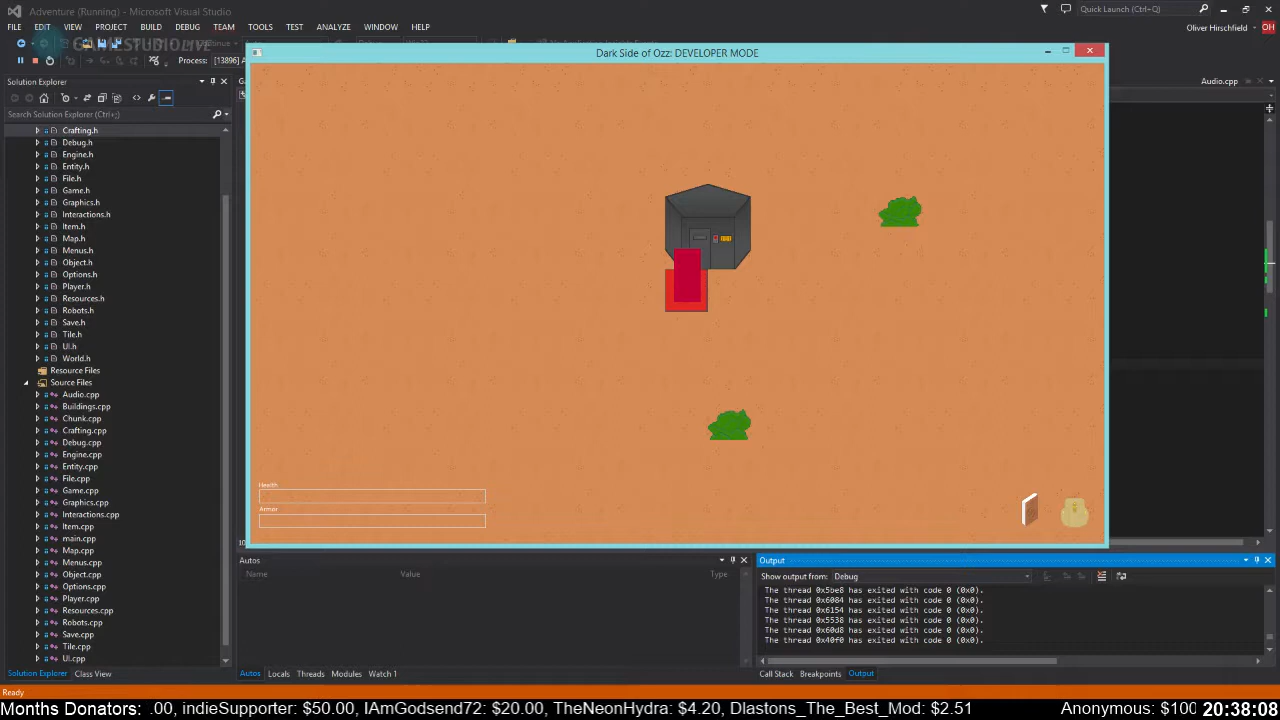 Adventure (Running) - Microsoft Visual Studio
Quick Launch (Ctrl+Q)
FILE EDIT VIEW PROJECT BUILD DEBUG TEAM TOOLS TEST ANALYZE WINDOW HELP
Oliver Hirschfield OH
GAMESTUDIO.LIVE
Process: [13896] A
Dark Side of Ozz: DEVELOPER MODE
Solution Explorer
Audio.cpp
Search Solution Explorer (Ctrl+;)
Crafting.h
Debug.h
Engine.h
Entity.h
File.h
Game.h
Graphics.h
Interactions.h
Item.h
Map.h
Menus.h
Object.h
Options.h
Player.h
Resources.h
Robots.h
Save.h
Tile.h
UI.h
World.h
Resource Files
Source Files
Audio.cpp
Buildings.cpp
Chunk.cpp
Crafting.cpp
Debug.cpp
Engine.cpp
Entity.cpp
File.cpp
Game.cpp
Graphics.cpp
Interactions.cpp
Item.cpp
main.cpp
Map.cpp
Menus.cpp
Object.cpp
Options.cpp
Player.cpp
Resources.cpp
Robots.cpp
Save.cpp
Tile.cpp
UI.cpp
Health
Armor
Solution Explorer Class View
Autos
Name Value Type
Autos Locals Threads Modules Watch 1
Output
Show output from: Debug
The thread 0x5be8 has exited with code 0 (0x0).
The thread 0x6084 has exited with code 0 (0x0).
The thread 0x6154 has exited with code 0 (0x0).
The thread 0x5538 has exited with code 0 (0x0).
The thread 0x60d8 has exited with code 0 (0x0).
The thread 0x40f0 has exited with code 0 (0x0).
Call Stack Breakpoints Output
Ready
Months Donators: .00, indieSupporter: $50.00, IAmGodsend72: $20.00, TheNeonHydra: $4.20, Dlastons_The_Best_Mod: $2.51 Anonymous: $100 20:38:08